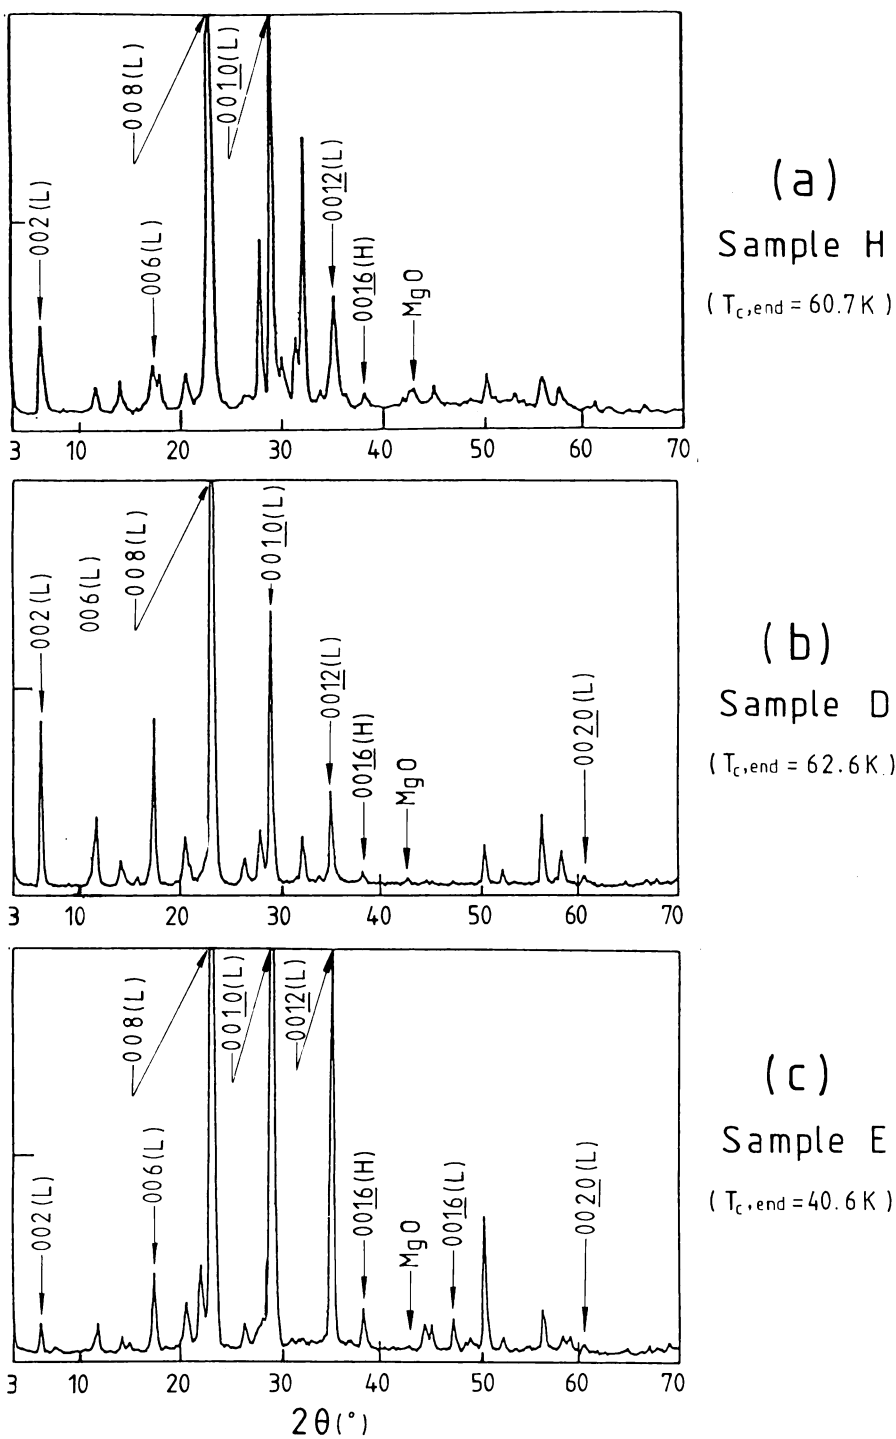 008(L)
0010(L)
002(L)
006(L)
0012(L)
0016(H)
MgO
3 10 20 30 40 50 60 70
(a)
Sample H
(Tc,end = 60.7K)
002(L)
006(L)
008(L)
0010(L)
0012(L)
0016(H)
MgO
0020(L)
3 10 20 30 40 50 60 70
(b)
Sample D
(Tc,end = 62.6K)
008(L)
0010(L)
0012(L)
002(L)
006(L)
0016(H)
MgO
0016(L)
0020(L)
3 10 20 30 40 50 60 70
2θ(°)
(c)
Sample E
(Tc,end = 40.6K)